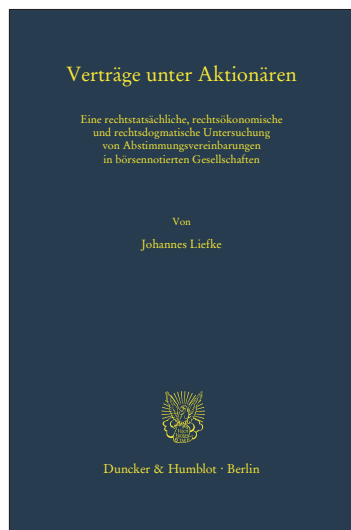 Verträge unter Aktionären
Eine rechtstatsächliche, rechtsökonomische
und rechtsdogmatische Untersuchung
von Abstimmungsvereinbarungen
in börsennotierten Gesellschaften
Von
Johannes Liefke
Duncker & Humblot · Berlin